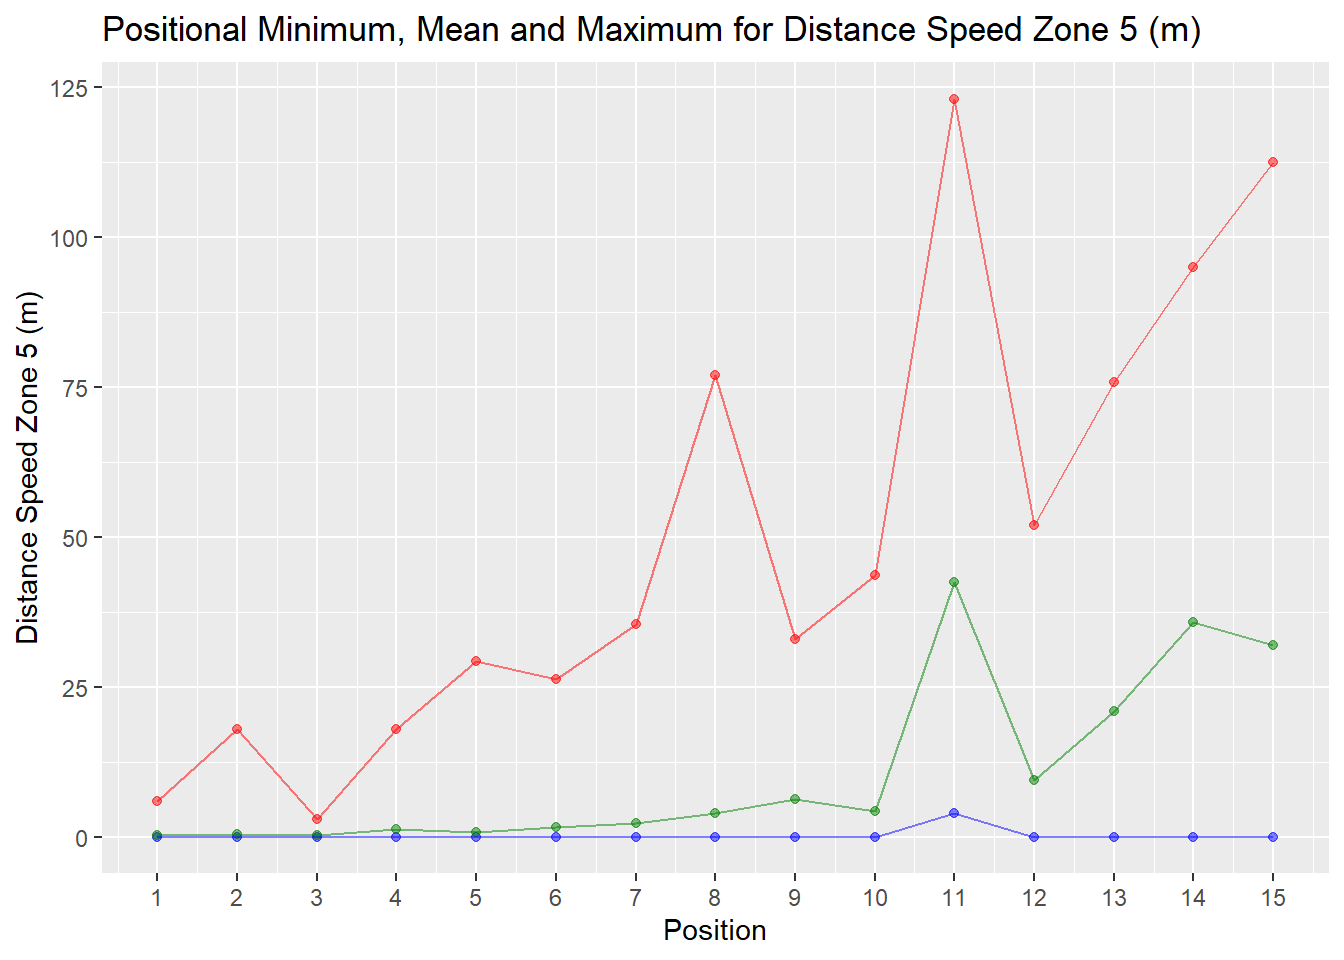 Positional Minimum, Mean and Maximum for Distance Speed Zone 5 (m)
125
100
75
50
25
0
Distance Speed Zone 5 (m)
1 2 3 4 5 6 7 8 9 10 11 12 13 14 15
Position